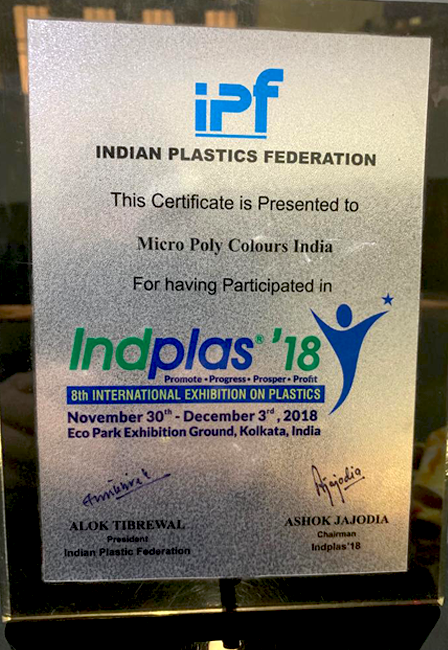 ipf
INDIAN PLASTICS FEDERATION
This Certificate is Presented to
Micro Poly Colours India
For having Participated in
Indplas® '18
Promote • Progress • Prosper • Profit
8th INTERNATIONAL EXHIBITION ON PLASTICS
November 30th - December 3rd, 2018
Eco Park Exhibition Ground, Kolkata, India
Ajajodia
ALOK TIBREWAL
President
Indian Plastic Federation
ASHOK JAJODIA
Chairman
Indplas'18